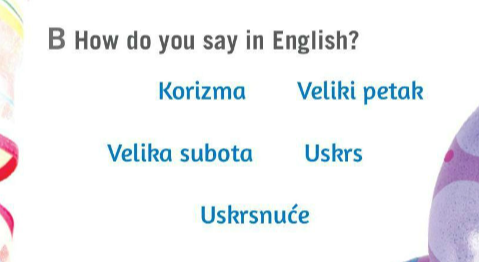 B How do you say in English?
Korizma Veliki petak
Velika subota Uskrs
Uskrsnuće